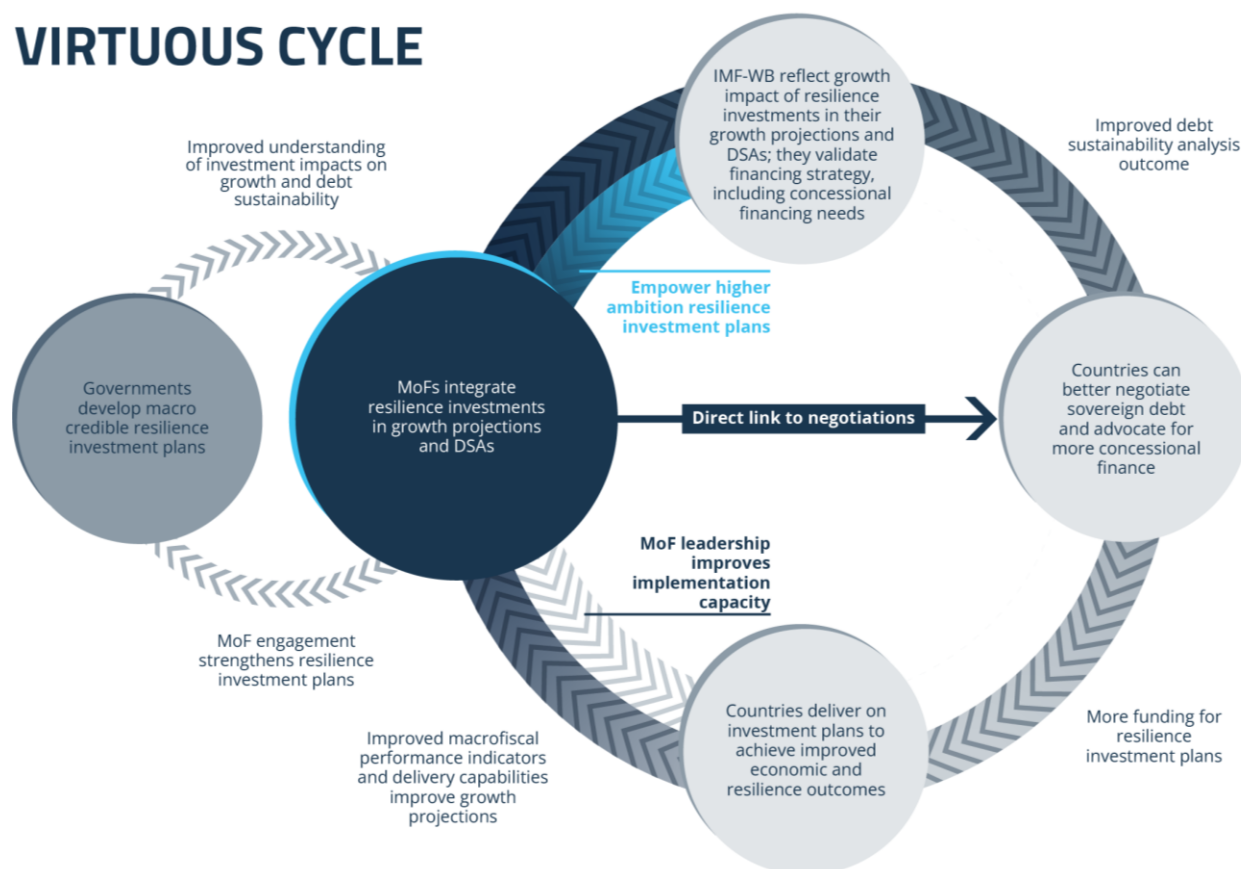 VIRTUOUS CYCLE
Improved understanding
of investment impacts on
growth and debt
sustainability
IMF-WB reflect growth
impact of resilience
investments in their
growth projections and
DSAs; they validate
financing strategy,
including concessional
financing needs
Improved debt
sustainability analysis
outcome
Empower higher
ambition resilience
investment plans
Governments
develop macro
credible resilience
investment plans
MoFs integrate
resilience investments
in growth projections
and DSAs
Direct link to negotiations
Countries can
better negotiate
sovereign debt
and advocate for
more concessional
finance
MoF leadership
improves
implementation
capacity
MoF engagement
strengthens resilience
investment plans
Improved macrofiscal
performance indicators
and delivery capabilities
improve growth
projections
Countries deliver on
investment plans to
achieve improved
economic and
resilience outcomes
More funding for
resilience
investment plans